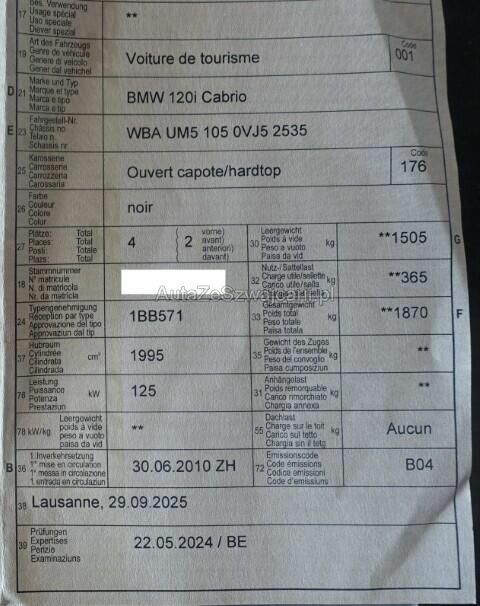 Bes. Verwendung
17 Usage spécial **
Uso speciale
Diever spezial
19 Art des Fahrzeugs Code
Genre de véhicule Voiture de tourisme 001
Genere di veicolo
Gener dal vehichel
D 21 Marke und Typ
Marque et type BMW 120i Cabrio
Marca e tipo
Marca e tip
E 23 Fahrgestell-Nr.
Châssis no WBA UM5 105 0VJ5 2535
Telaio n.
Schassis nr.
25 Karosserie Code
Carrosserie Ouvert capote/hardtop 176
Carrozzeria
Carossaria
26 Farbe
Couleur noir
Colore
Colur
27 Plätze: Total 4 { 2 vorne) 30 Leergewicht kg **1505 G
Places: Total avant) Poids à vide
Posti: Totale anteriori) Peso a vuoto
Plazs: Total davant) Paisa da vid
18 Stammnummer 32 Nutz-/Sattellast kg **365
N° matricule Charge utile/sellette
N. di matricola Carico utile/salta
Nr. da matricla
AutaZeSzwajcarii.pl
24 Typengenehmigung 1BB571 33 Gesamtgewicht kg **1870 F
Réception par type Poids total
Approvazione del tipo Peso totale
Approvaziun dal tip Paisa totala
37 Hubraum cm³ 1995 35 Gewicht des Zuges kg **
Cylindrée Poids de l'ensemble
Cilindrata Peso del convoglio
Cilindrada Paisa cumposiziun
76 Leistung kW 125 31 Anhängelast kg **
Puissance Poids remorquable
Potenza Carico rimorchiato
Prestaziun Chargia annexa
78 kW/kg Leergewicht ** 55 Dachlast kg Aucun
poids à vide Charge sur le toit
peso a vuoto Carico sul tetto
paisa da vid Chargia sin il tetg
B 36 1. Inverkehrsetzung 30.06.2010 ZH 72 Emissionscode B04
1re mise en circulation Code émissions
1a messa in circolazione Codice emissioni
1. entrada en circulaziun Code d'emissiuns
38 Lausanne, 29.09.2025
39 Prüfungen 22.05.2024 / BE
Expertises
Perizie
Examinaziuns